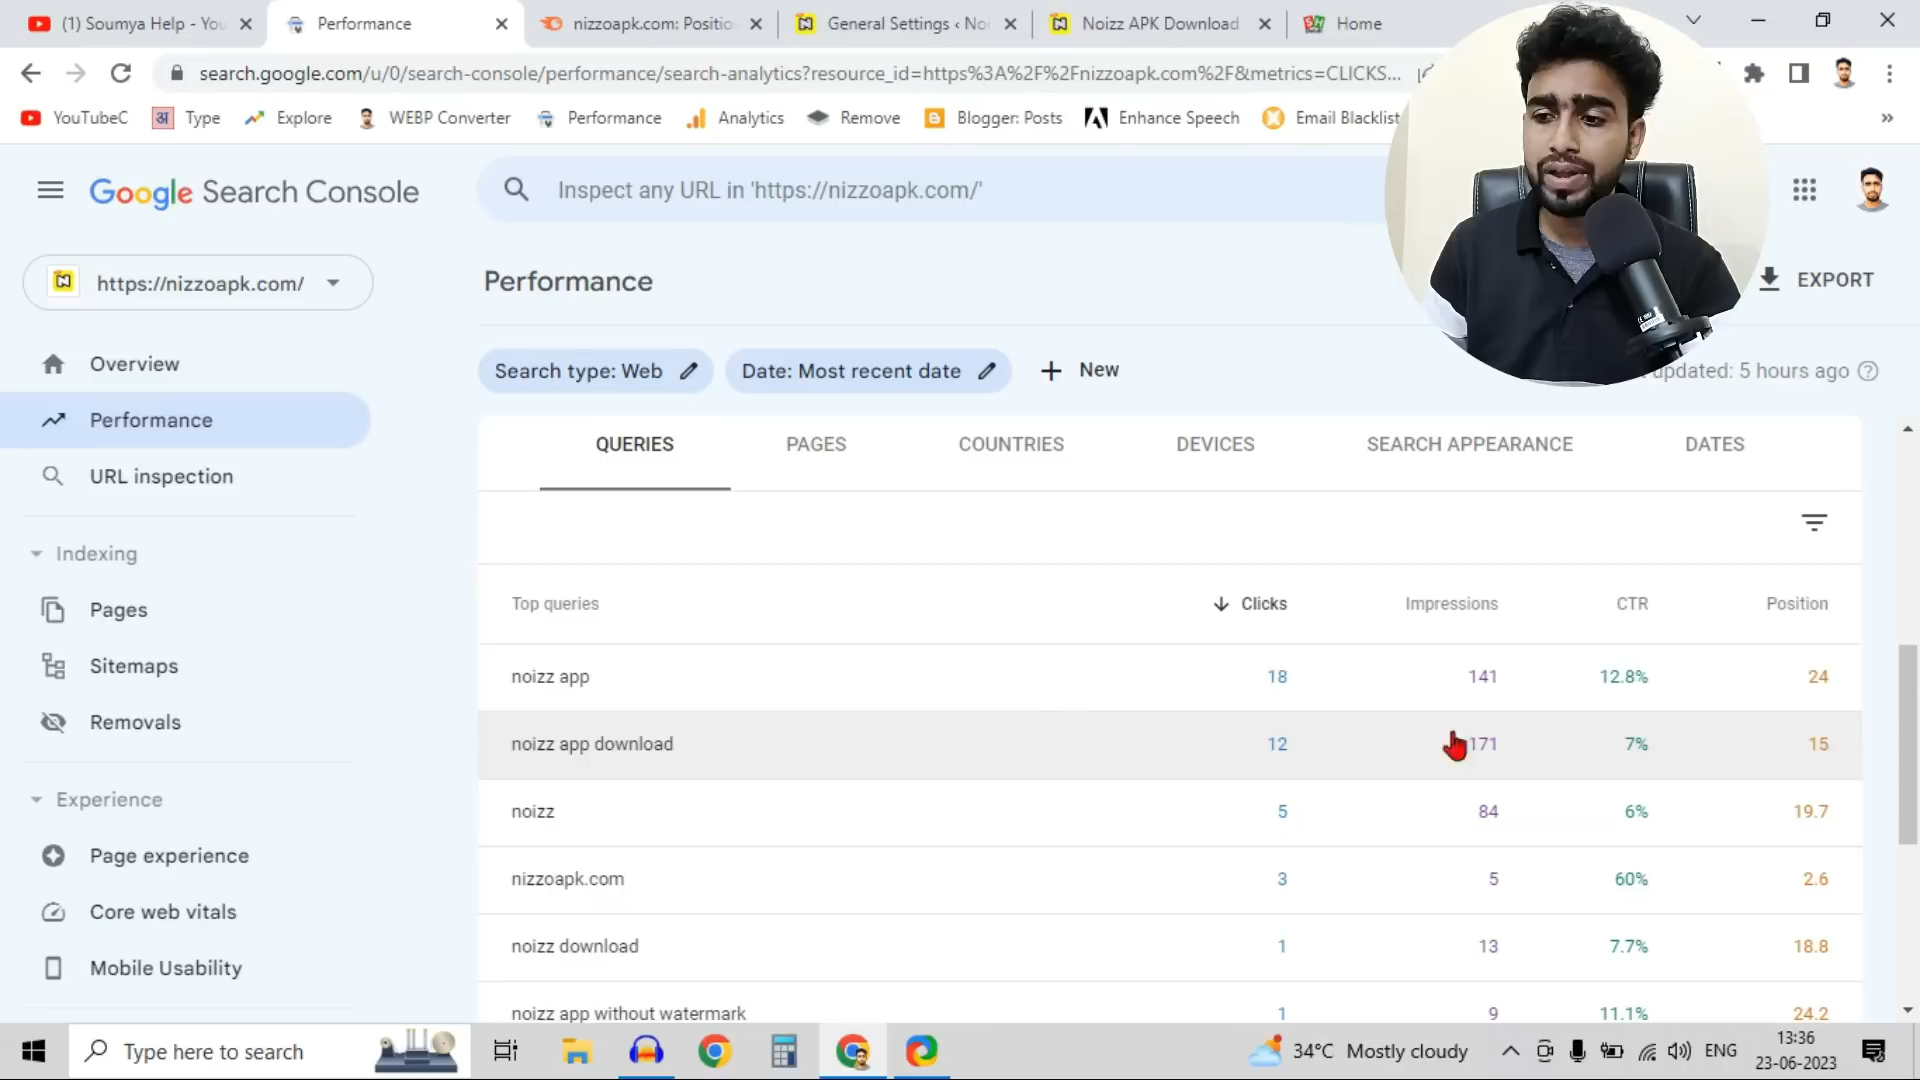 (1) Soumya Help - You
Performance
nizzoapk.com: Positio
General Settings ‹ Noi
Noizz APK Download
Home
search.google.com/u/0/search-console/performance/search-analytics?resource_id=https%3A%2F%2Fnizzoapk.com%2F&metrics=CLICKS...
YouTubeC
अ Type
Explore
WEBP Converter
Performance
Analytics
Remove
Blogger: Posts
Enhance Speech
Email Blacklist
»
Google Search Console
Inspect any URL in 'https://nizzoapk.com/'
https://nizzoapk.com/
Performance
EXPORT
Overview
Search type: Web
Date: Most recent date
+ New
updated: 5 hours ago
Performance
QUERIES
PAGES
COUNTRIES
DEVICES
SEARCH APPEARANCE
DATES
URL inspection
Indexing
Pages
Sitemaps
Removals
Experience
Page experience
Core web vitals
Mobile Usability
Top queries Clicks Impressions CTR Position
noizz app 18 141 12.8% 24
noizz app download 12 171 7% 15
noizz 5 84 6% 19.7
nizzoapk.com 3 5 60% 2.6
noizz download 1 13 7.7% 18.8
noizz app without watermark 1 9 11.1% 24.2
Type here to search
34°C Mostly cloudy
ENG
13:36
23-06-2023